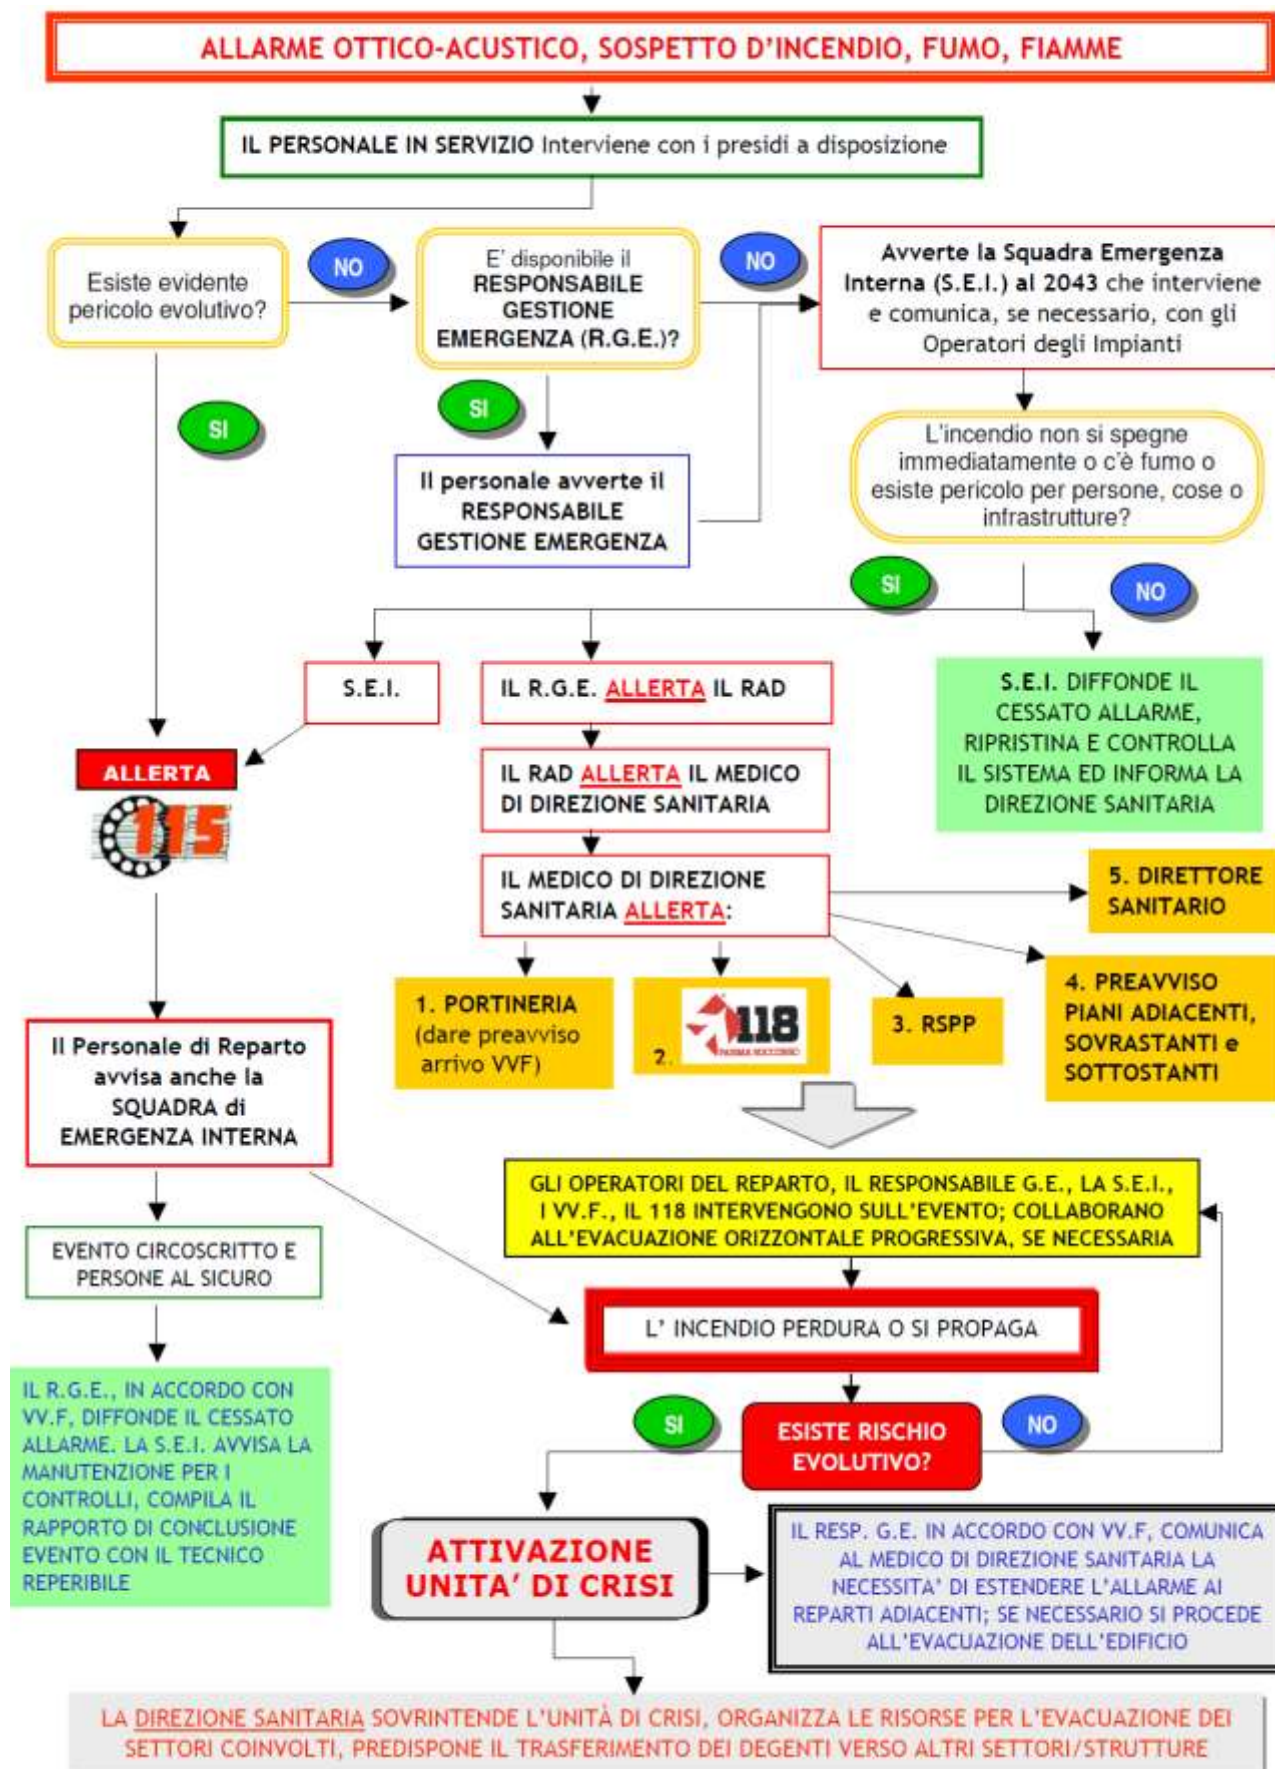 ALLARME OTTICO-ACUSTICO, SOSPETTO D'INCENDIO, FUMO, FIAMME
IL PERSONALE IN SERVIZIO Interviene con i presidi a disposizione
Esiste evidente
pericolo evolutivo?
NO
E' disponibile il
RESPONSABILE
GESTIONE
EMERGENZA (R.G.E.)?
NO
Avverte la Squadra Emergenza
Interna (S.E.I.) al 2043 che interviene
e comunica, se necessario, con gli
Operatori degli Impianti
SI
SI
Il personale avverte il
RESPONSABILE
GESTIONE EMERGENZA
L'incendio non si spegne
immediatamente o c'è fumo o
esiste pericolo per persone, cose o
infrastrutture?
SI
NO
S.E.I.
IL R.G.E. ALLERTA IL RAD
S.E.I. DIFFONDE IL
CESSATO ALLARME,
RIPRISTINA E CONTROLLA
IL SISTEMA ED INFORMA LA
DIREZIONE SANITARIA
ALLERTA
115
IL RAD ALLERTA IL MEDICO
DI DIREZIONE SANITARIA
IL MEDICO DI DIREZIONE
SANITARIA ALLERTA:
5. DIRETTORE
SANITARIO
1. PORTINERIA
(dare preavviso
arrivo VVF)
2.
118
PARMA SOCCORSO
3. RSPP
4. PREAVVISO
PIANI ADIACENTI,
SOVRASTANTI e
SOTTOSTANTI
Il Personale di Reparto
avvisa anche la
SQUADRA di
EMERGENZA INTERNA
GLI OPERATORI DEL REPARTO, IL RESPONSABILE G.E., LA S.E.I.,
I VV.F., IL 118 INTERVENGONO SULL'EVENTO; COLLABORANO
ALL'EVACUAZIONE ORIZZONTALE PROGRESSIVA, SE NECESSARIA
EVENTO CIRCOSCRITTO E
PERSONE AL SICURO
L' INCENDIO PERDURA O SI PROPAGA
IL R.G.E., IN ACCORDO CON
VV.F, DIFFONDE IL CESSATO
ALLARME. LA S.E.I. AVVISA LA
MANUTENZIONE PER I
CONTROLLI, COMPILA IL
RAPPORTO DI CONCLUSIONE
EVENTO CON IL TECNICO
REPERIBILE
SI
ESISTE RISCHIO
EVOLUTIVO?
NO
ATTIVAZIONE
UNITA' DI CRISI
IL RESP. G.E. IN ACCORDO CON VV.F, COMUNICA
AL MEDICO DI DIREZIONE SANITARIA LA
NECESSITA' DI ESTENDERE L'ALLARME AI
REPARTI ADIACENTI; SE NECESSARIO SI PROCEDE
ALL'EVACUAZIONE DELL'EDIFICIO
LA DIREZIONE SANITARIA SOVRINTENDE L'UNITÀ DI CRISI, ORGANIZZA LE RISORSE PER L'EVACUAZIONE DEI
SETTORI COINVOLTI, PREDISPONE IL TRASFERIMENTO DEI DEGENTI VERSO ALTRI SETTORI/STRUTTURE